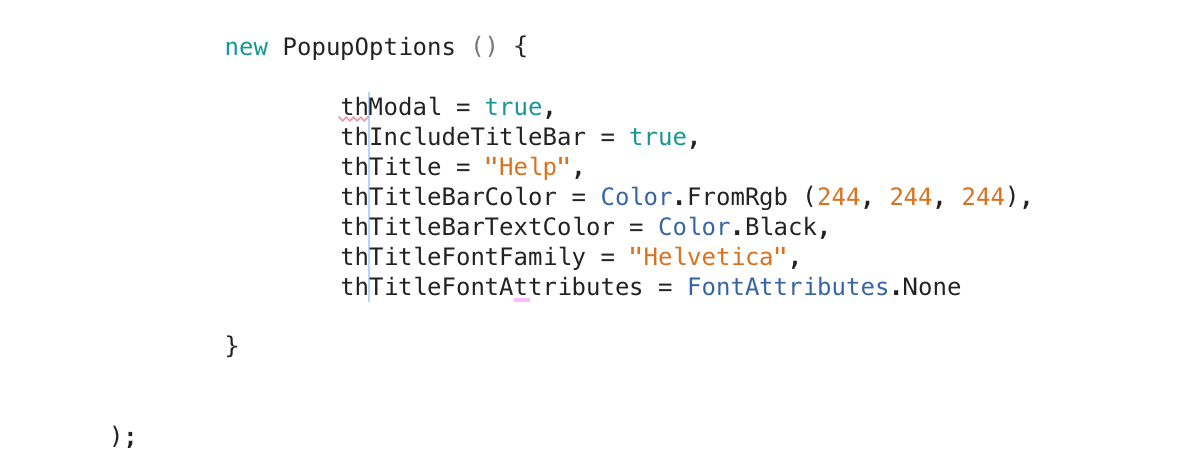 new PopupOptions () {
thModal = true,
thIncludeTitleBar = true,
thTitle = "Help",
thTitleBarColor = Color.FromRgb (244, 244, 244),
thTitleBarTextColor = Color.Black,
thTitleFontFamily = "Helvetica",
thTitleFontAttributes = FontAttributes.None
}
);